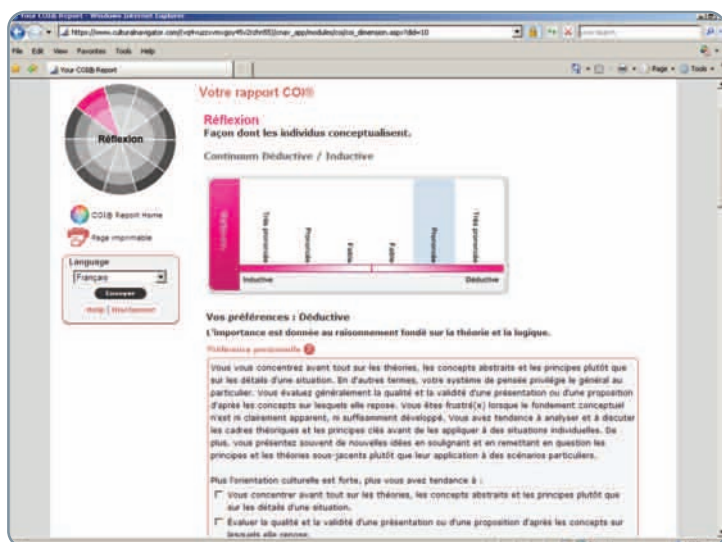 Your COI® Report - Windows Internet Explorer
File Edit View Favorites Tools Help
Your COI® Report
Page
Tools
Votre rapport COI®
Réflexion
Réflexion
Façon dont les individus conceptualisent.
Continuum Déductive / Inductive
COI® Report Home
Page imprimable
Language
Français
Envoyer
Help
Très prononcée
Prononcée
Faible
Faible
Prononcée
Très prononcée
Inductive
Déductive
Vos préférences : Déductive
L'importance est donnée au raisonnement fondé sur la théorie et la logique.
Préférence personnelle
Vous vous concentrez avant tout sur les théories, les concepts abstraits et les principes plutôt que
sur les détails d'une situation. En d'autres termes, votre système de pensée privilégie le général au
particulier. Vous évaluez généralement la qualité et la validité d'une présentation ou d'une proposition
d'après les concepts sur lesquels elle repose. Vous êtes frustré(e) lorsque le fondement conceptuel
n'est ni clairement apparent, ni suffisamment développé. Vous avez tendance à analyser et à discuter
les cadres théoriques et les principes clés avant de les appliquer à des situations individuelles. De
plus, vous présentez souvent de nouvelles idées en soulignant et en remettant en question les
principes et les théories sous-jacents plutôt que leur application à des scénarios particuliers.
Plus l'orientation culturelle est forte, plus vous avez tendance à :
Vous concentrer avant tout sur les théories, les concepts abstraits et les principes plutôt que
sur les détails d'une situation.
Évaluer la qualité et la validité d'une présentation ou d'une proposition d'après les concepts sur
lesquels elle repose.